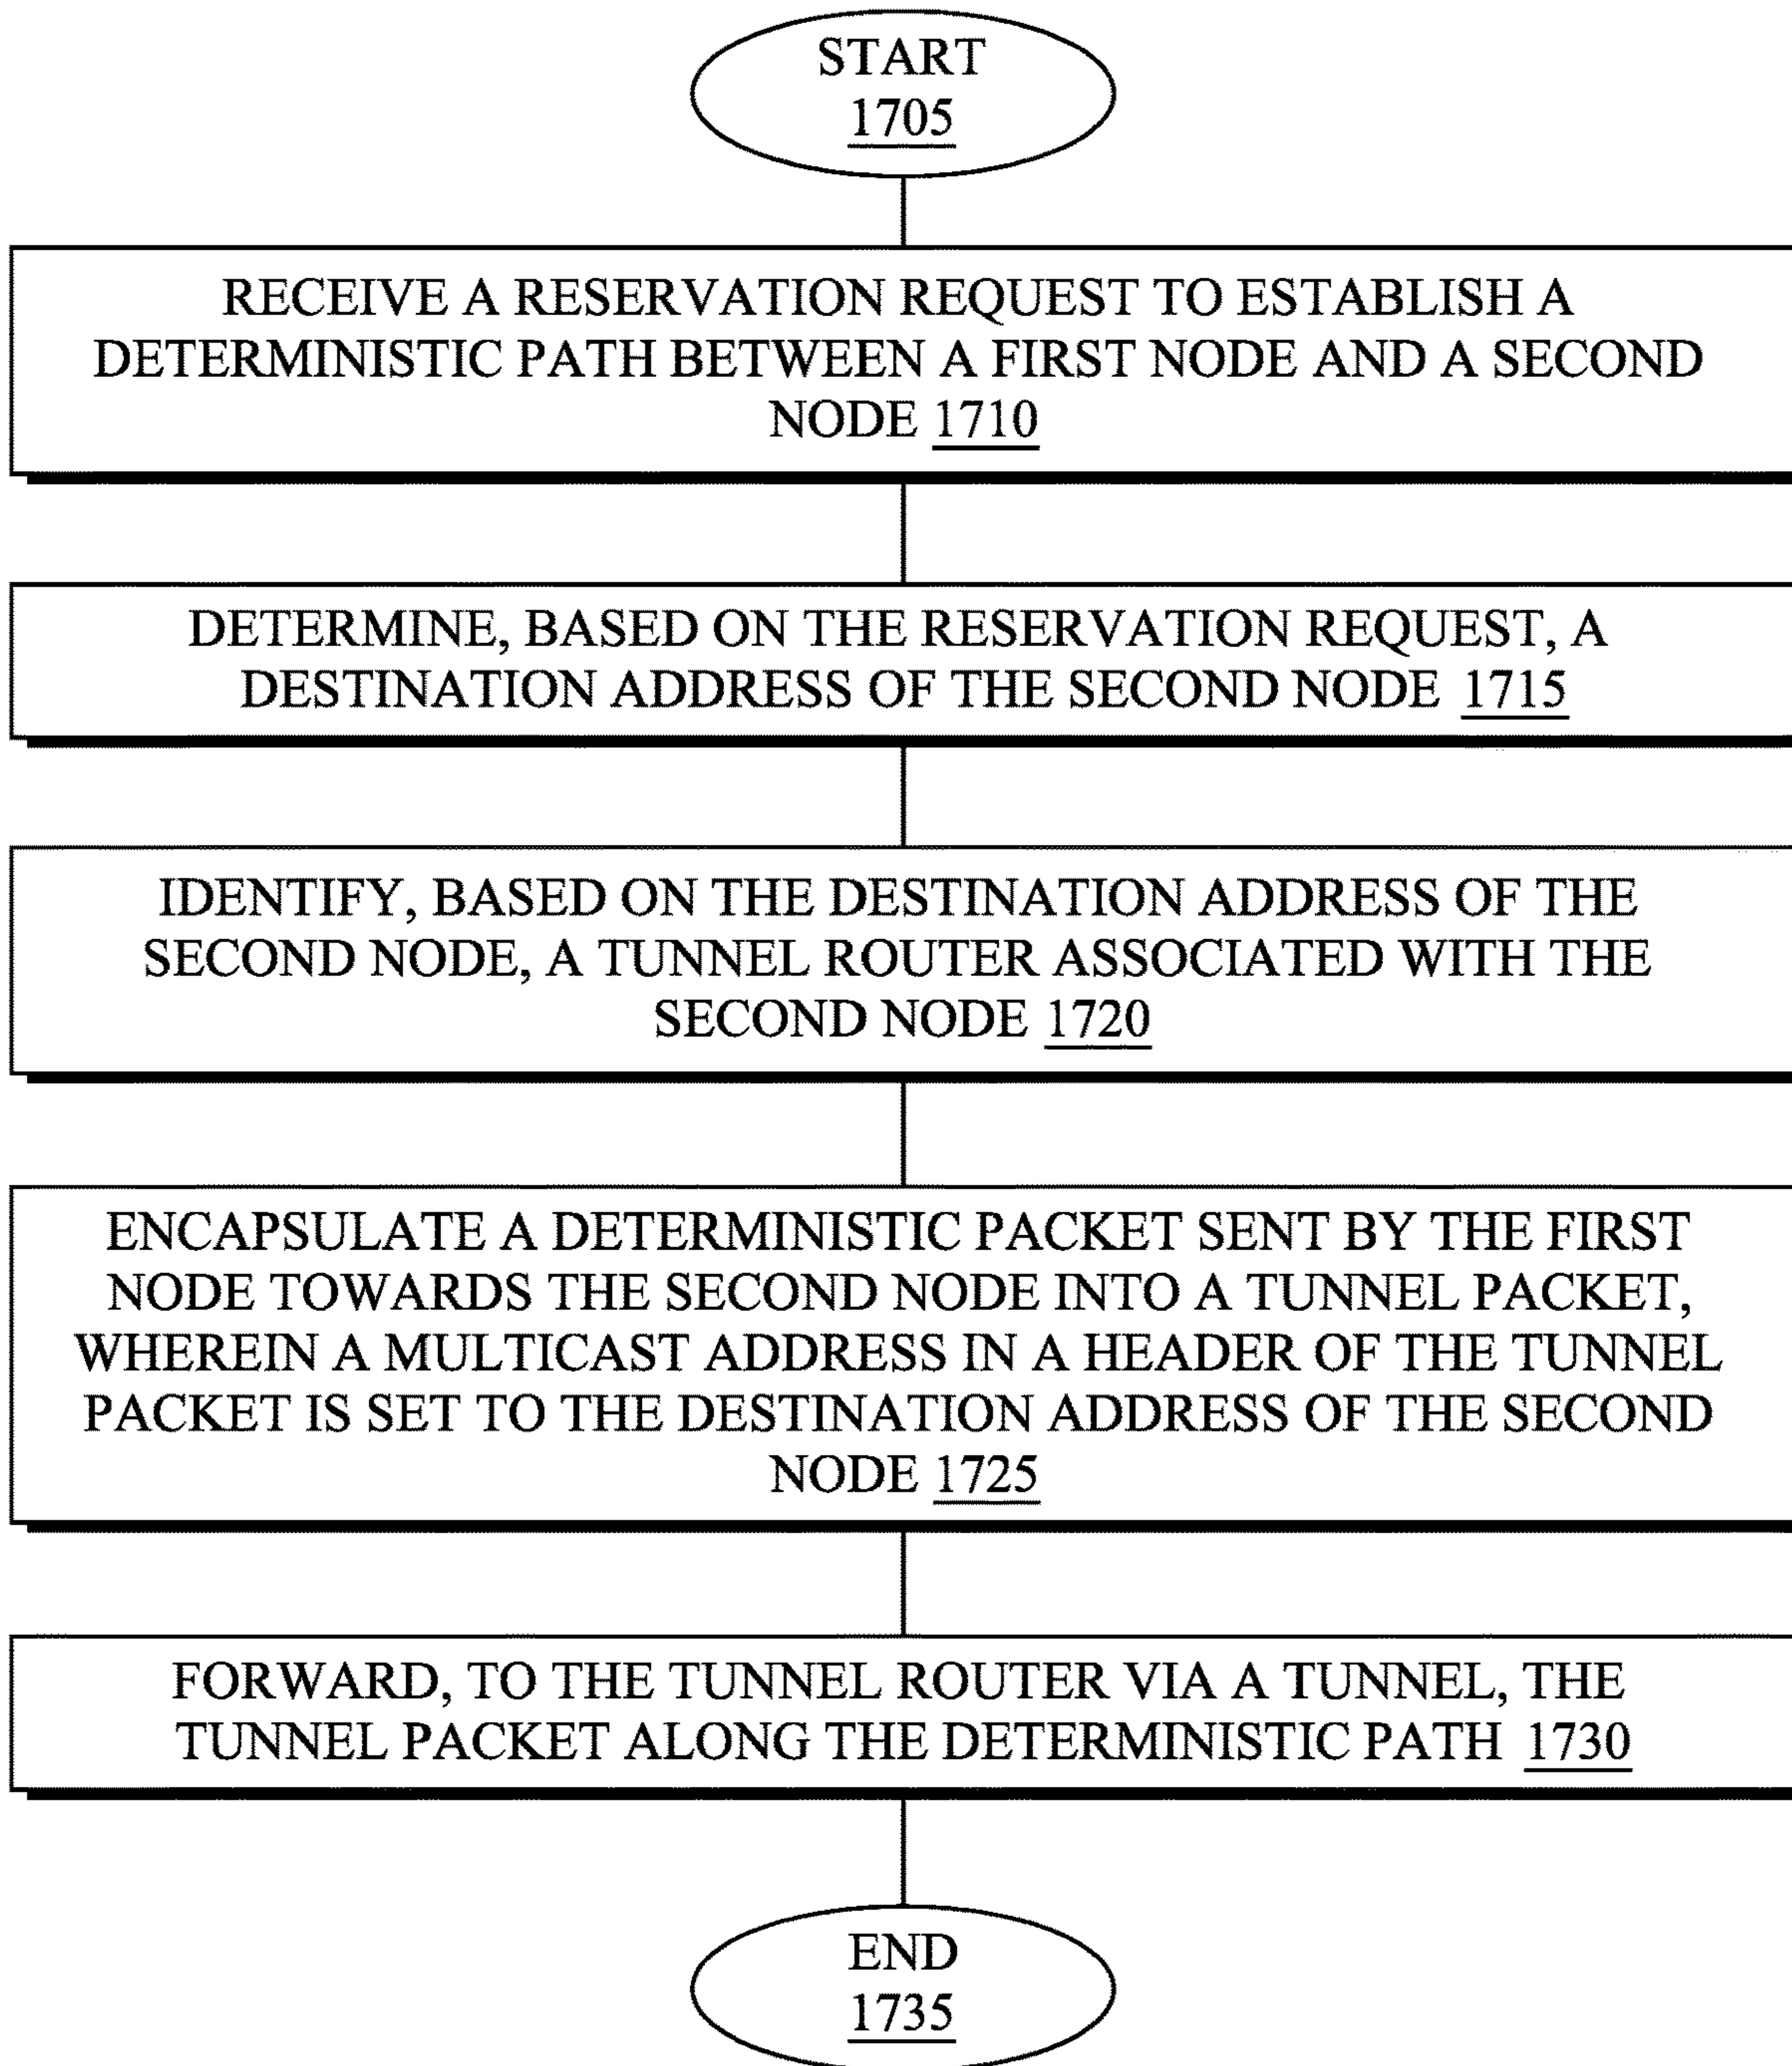 START
1705
RECEIVE A RESERVATION REQUEST TO ESTABLISH A
DETERMINISTIC PATH BETWEEN A FIRST NODE AND A SECOND
NODE 1710
DETERMINE, BASED ON THE RESERVATION REQUEST, A
DESTINATION ADDRESS OF THE SECOND NODE 1715
IDENTIFY, BASED ON THE DESTINATION ADDRESS OF THE
SECOND NODE, A TUNNEL ROUTER ASSOCIATED WITH THE
SECOND NODE 1720
ENCAPSULATE A DETERMINISTIC PACKET SENT BY THE FIRST
NODE TOWARDS THE SECOND NODE INTO A TUNNEL PACKET,
WHEREIN A MULTICAST ADDRESS IN A HEADER OF THE TUNNEL
PACKET IS SET TO THE DESTINATION ADDRESS OF THE SECOND
NODE 1725
FORWARD, TO THE TUNNEL ROUTER VIA A TUNNEL, THE
TUNNEL PACKET ALONG THE DETERMINISTIC PATH 1730
END
1735